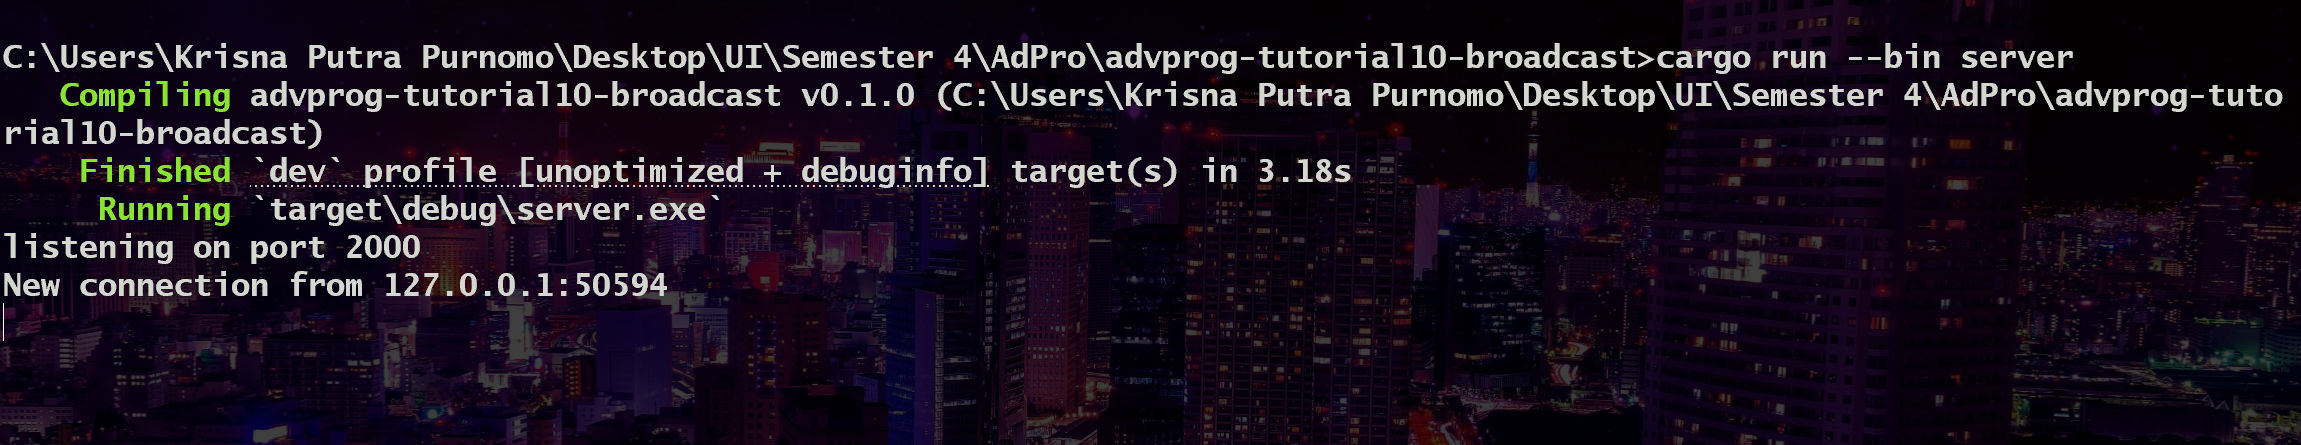 C:\Users\Krisna Putra Purnomo\Desktop\UI\Semester 4\AdPro\advprog-tutorial10-broadcast>cargo run --bin server
Compiling advprog-tutorial10-broadcast v0.1.0 (C:\Users\Krisna Putra Purnomo\Desktop\UI\Semester 4\AdPro\advprog-tuto
rial10-broadcast)
Finished `dev` profile [unoptimized + debuginfo] target(s) in 3.18s
Running `target\debug\server.exe`
listening on port 2000
New connection from 127.0.0.1:50594